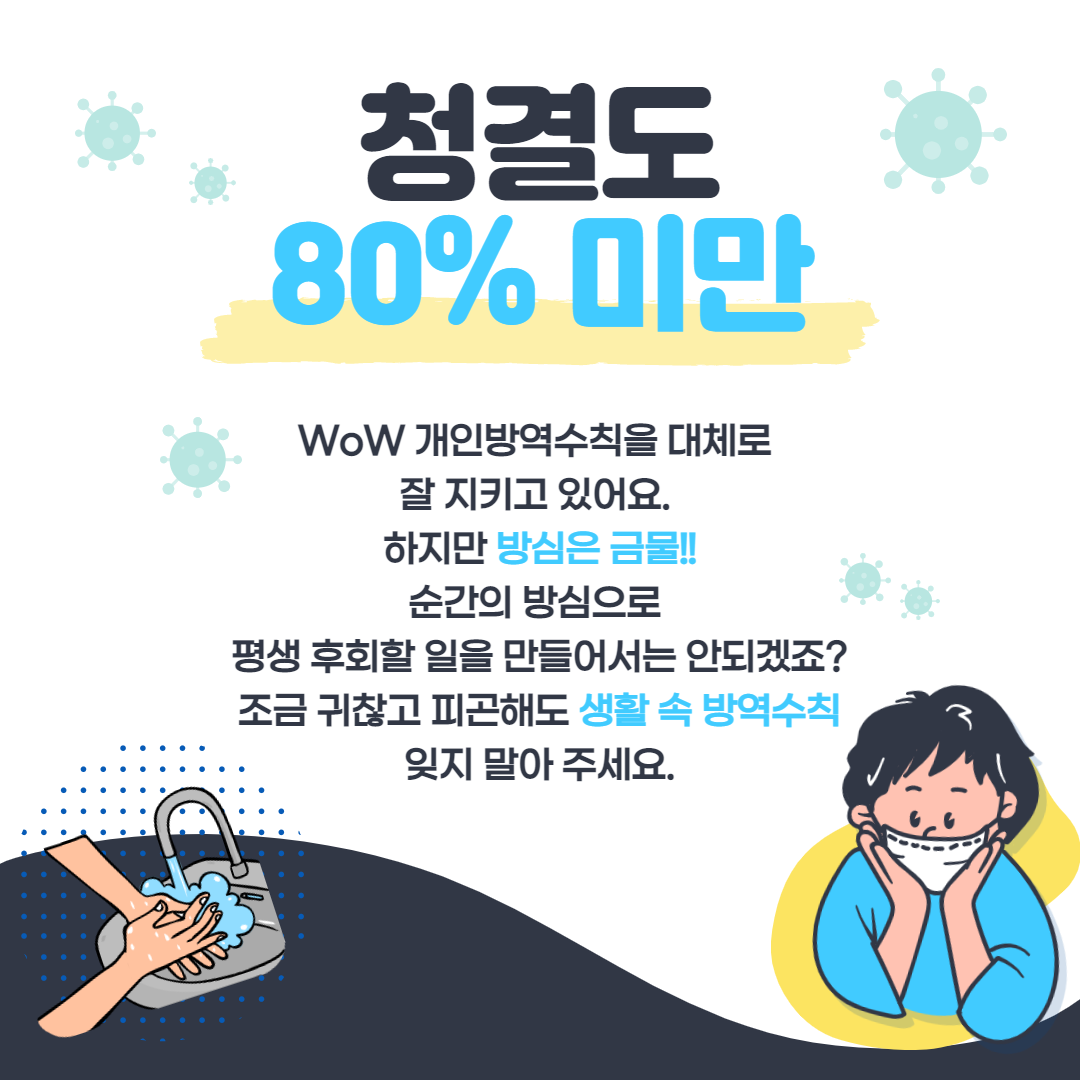 청결도
80% 미만
WoW 개인방역수칙을 대체로
잘 지키고 있어요.
하지만 방심은 금물!!
순간의 방심으로
평생 후회할 일을 만들어서는 안되겠죠?
조금 귀찮고 피곤해도 생활 속 방역수칙
잊지 말아 주세요.